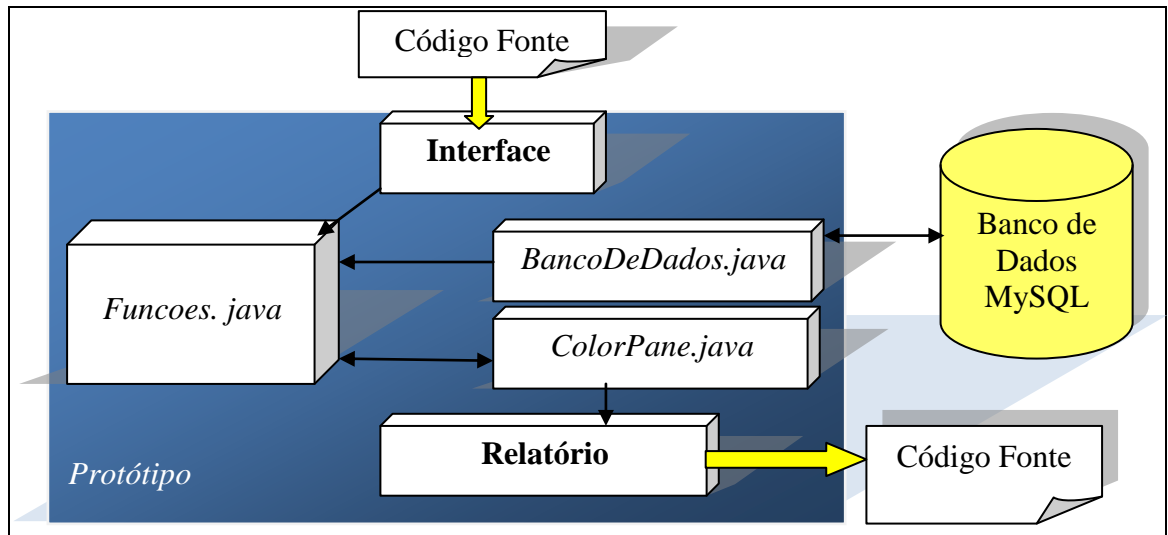 Código Fonte
Interface
BancoDeDados.java
Banco de
Dados
MySQL
Funcoes. java
ColorPane.java
Relatório
Código Fonte
Protótipo